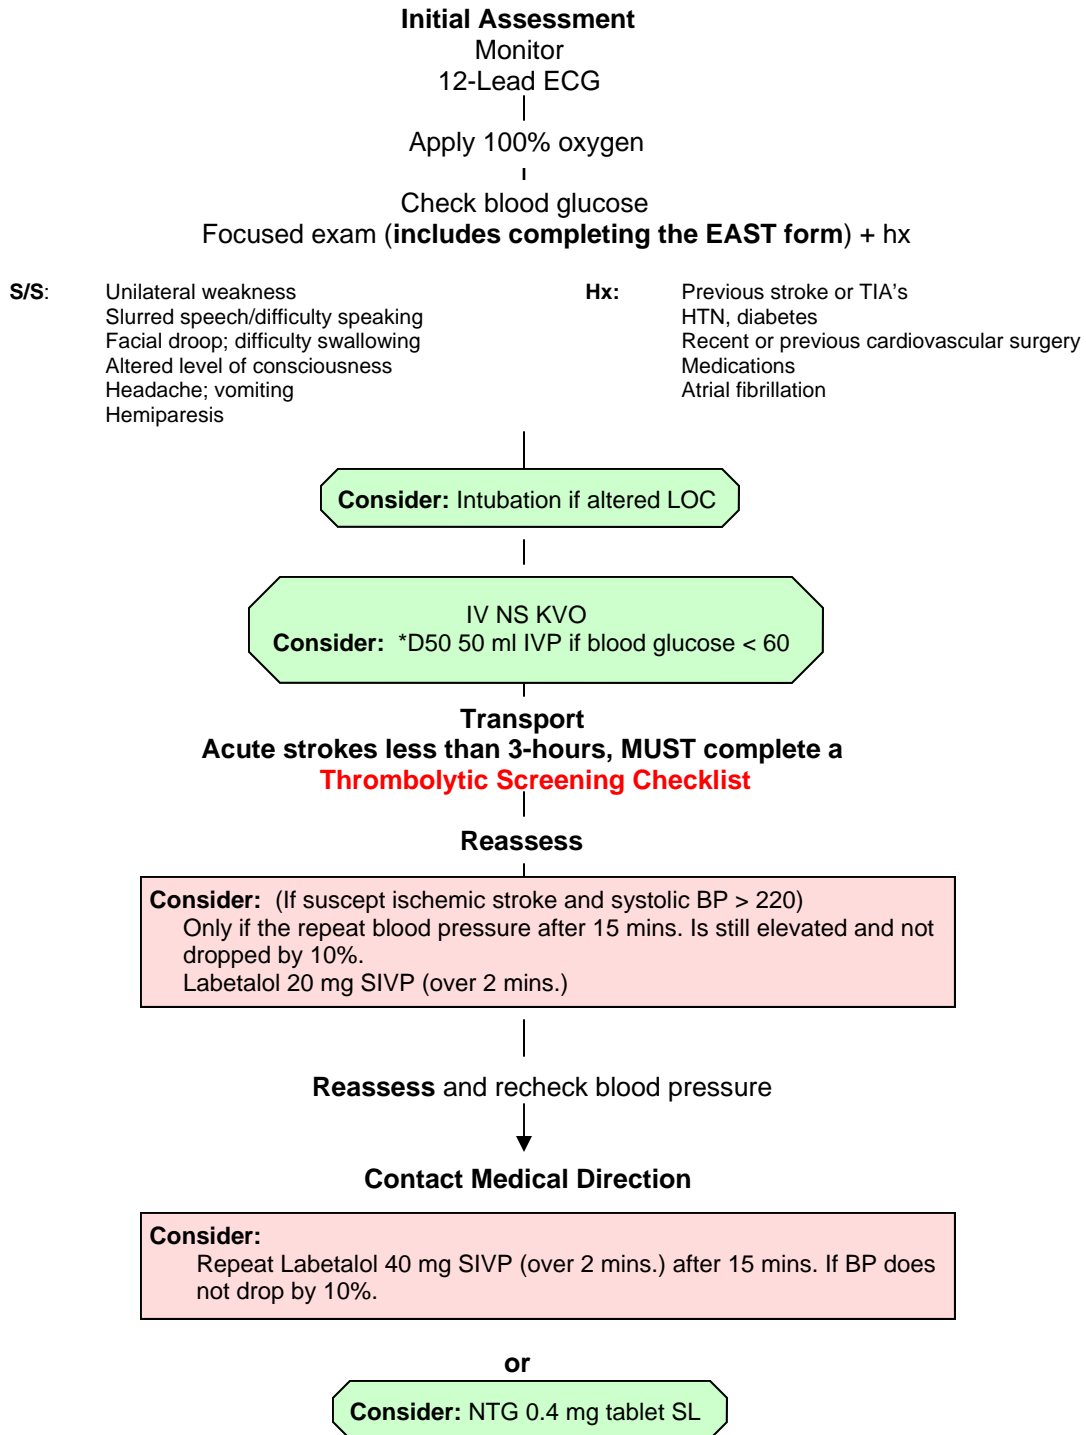 Initial Assessment
Monitor
12-Lead ECG
Apply 100% oxygen
Check blood glucose
Focused exam (includes completing the EAST form) + hx
S/S: Unilateral weakness
Slurred speech/difficulty speaking
Facial droop; difficulty swallowing
Altered level of consciousness
Headache; vomiting
Hemiparesis
Hx: Previous stroke or TIA's
HTN, diabetes
Recent or previous cardiovascular surgery
Medications
Atrial fibrillation
Consider: Intubation if altered LOC
IV NS KVO
Consider: *D50 50 ml IVP if blood glucose < 60
Transport
Acute strokes less than 3-hours, MUST complete a
Thrombolytic Screening Checklist
Reassess
Consider: (If suscept ischemic stroke and systolic BP > 220)
Only if the repeat blood pressure after 15 mins. Is still elevated and not
dropped by 10%.
Labetalol 20 mg SIVP (over 2 mins.)
Reassess and recheck blood pressure
Contact Medical Direction
Consider:
Repeat Labetalol 40 mg SIVP (over 2 mins.) after 15 mins. If BP does
not drop by 10%.
or
Consider: NTG 0.4 mg tablet SL